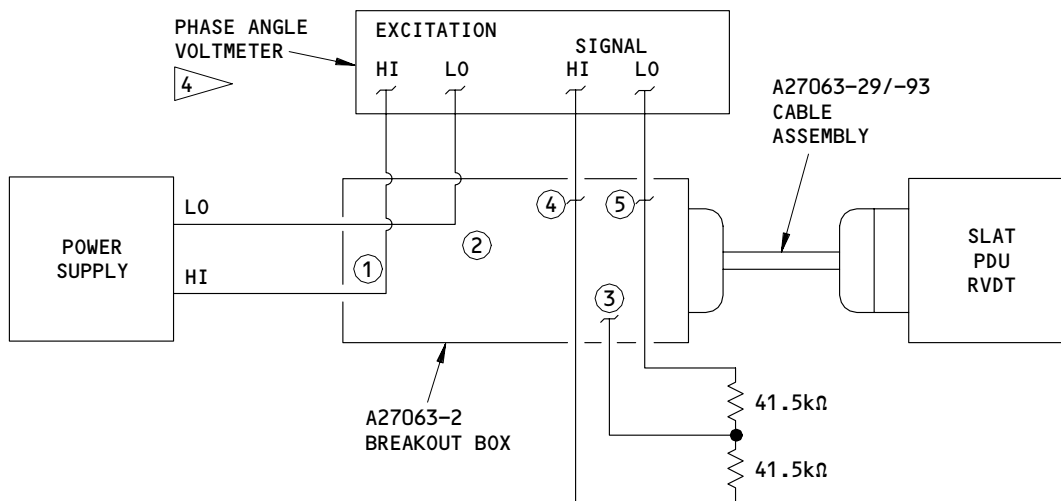 PHASE ANGLE
VOLTMETER
4
EXCITATION
SIGNAL
HI LO HI LO
A27063-29/-93
CABLE
ASSEMBLY
POWER
SUPPLY
LO
HI
1
2
3
4
5
SLAT
PDU
RVDT
A27063-2
BREAKOUT BOX
41.5kΩ
41.5kΩ